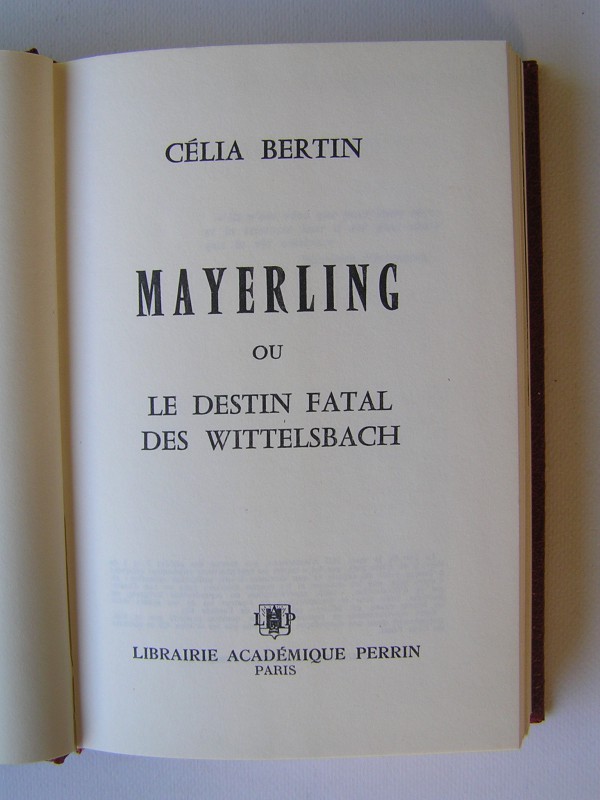 CÉLIA BERTIN
MAYERLING
OU
LE DESTIN FATAL
DES WITTELSBACH
L P
LIBRAIRIE ACADÉMIQUE PERRIN
PARIS